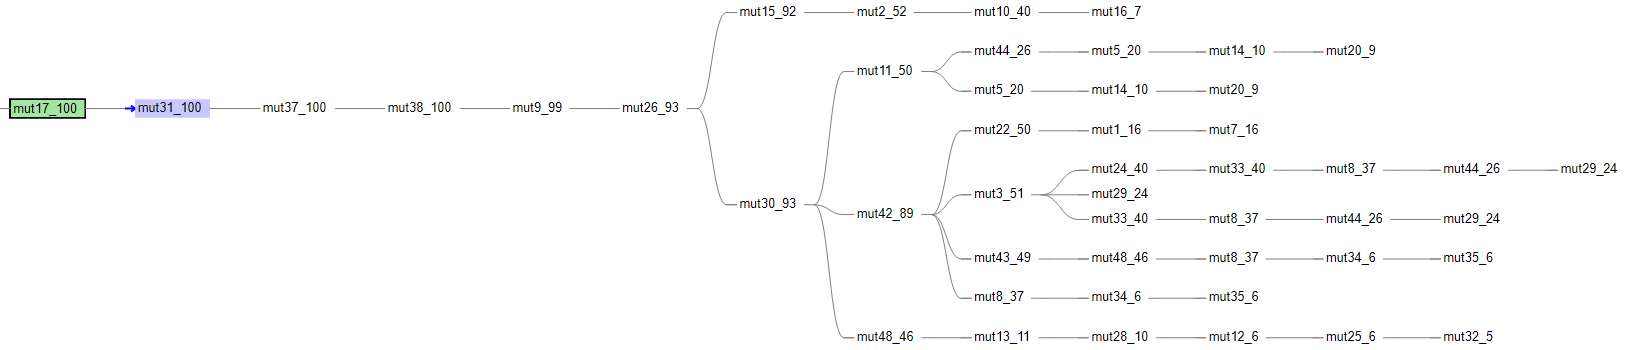 mut15_92 mut2_52 mut10_40 mut16_7
mut44_26 mut5_20 mut14_10 mut20_9
mut11_50
mut5_20 mut14_10 mut20_9
mut17_100 mut31_100 mut37_100 mut38_100 mut9_99 mut26_93
mut22_50 mut1_16 mut7_16
mut24_40 mut33_40 mut8_37 mut44_26 mut29_24
mut3_51 mut29_24
mut30_93
mut42_89
mut33_40 mut8_37 mut44_26 mut29_24
mut43_49 mut48_46 mut8_37 mut34_6 mut35_6
mut8_37 mut34_6 mut35_6
mut48_46 mut13_11 mut28_10 mut12_6 mut25_6 mut32_5